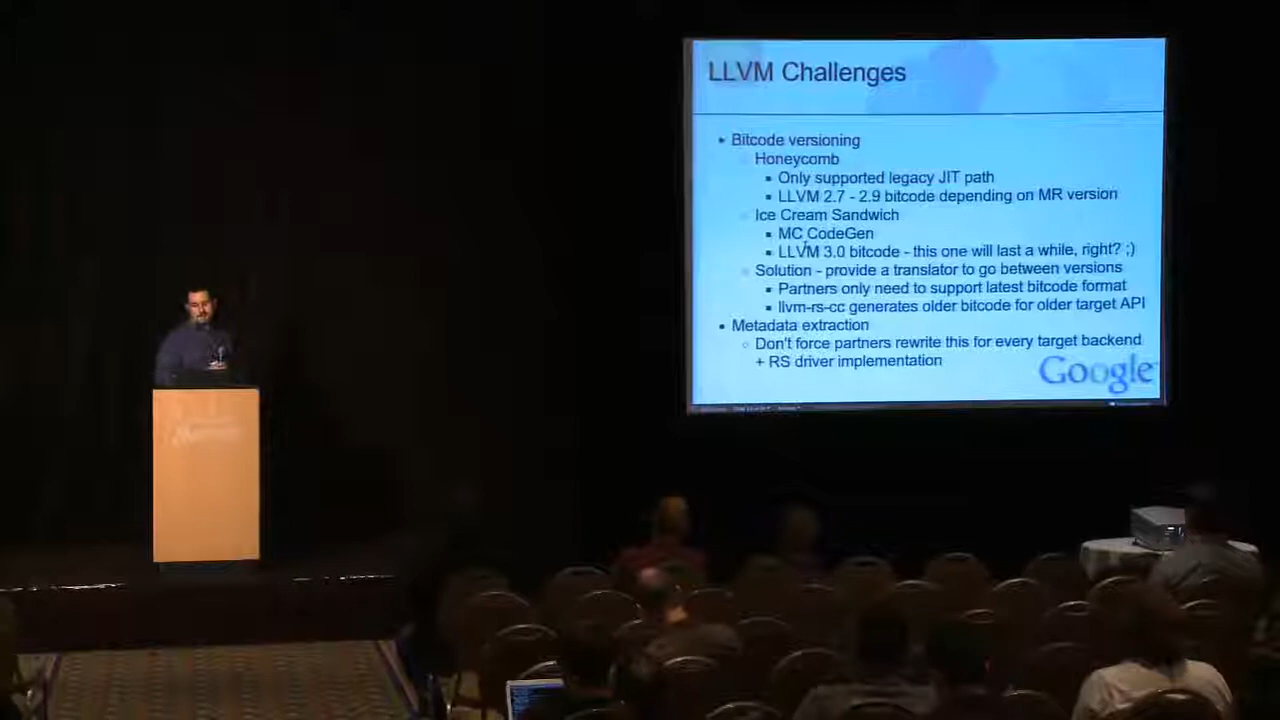 LLVM Challenges
• Bitcode versioning
Honeycomb
▪ Only supported legacy JIT path
▪ LLVM 2.7 - 2.9 bitcode depending on MR version
Ice Cream Sandwich
▪ MC CodeGen
▪ LLVM 3.0 bitcode - this one will last a while, right? ;)
Solution - provide a translator to go between versions
▪ Partners only need to support latest bitcode format
▪ llvm-rs-cc generates older bitcode for older target API
• Metadata extraction
○ Don't force partners rewrite this for every target backend
+ RS driver implementation
Google